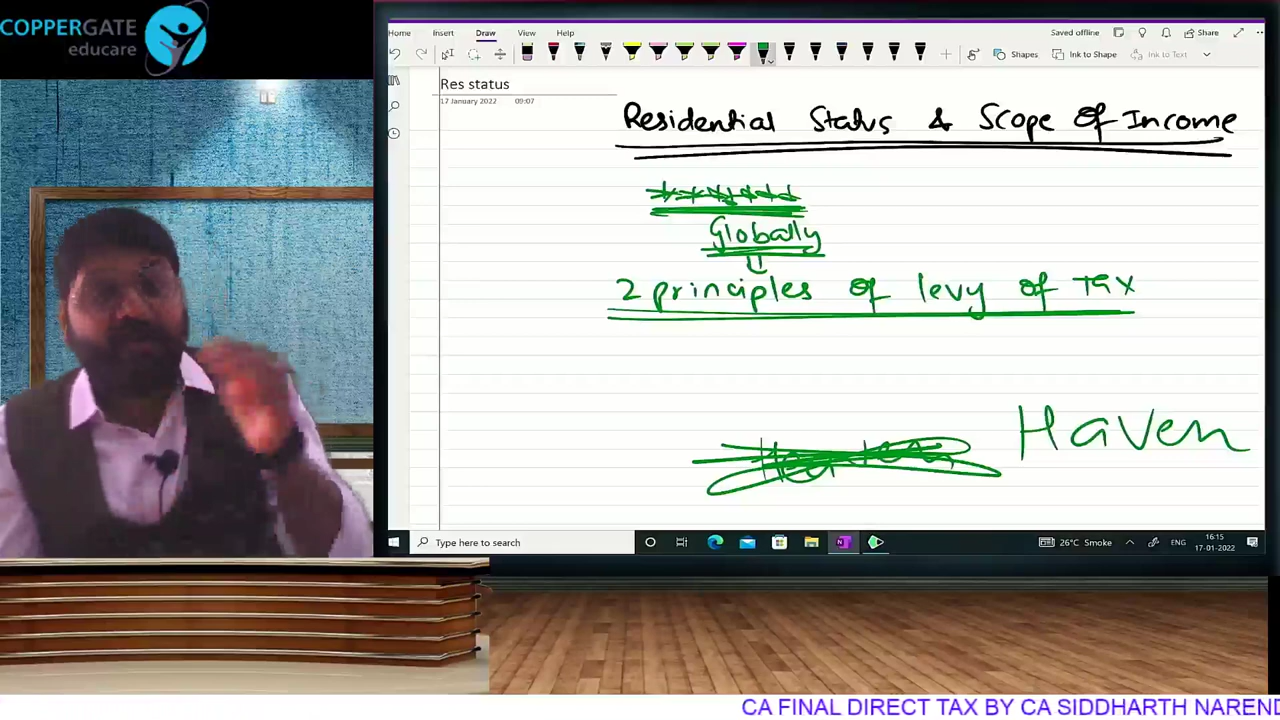 COPPERGATE
educare
Home Insert Draw View Help
Saved offline
Share
Shapes
Ink to Shape
Ink to Text
Res status
17 January 2022 09:07
Residential Status & Scope of Income
Globally
2 principles of levy of Tax
Haven
Type here to search
26°C Smoke
ENG
16:15
17-01-2022
CA FINAL DIRECT TAX BY CA SIDDHARTH NAREND